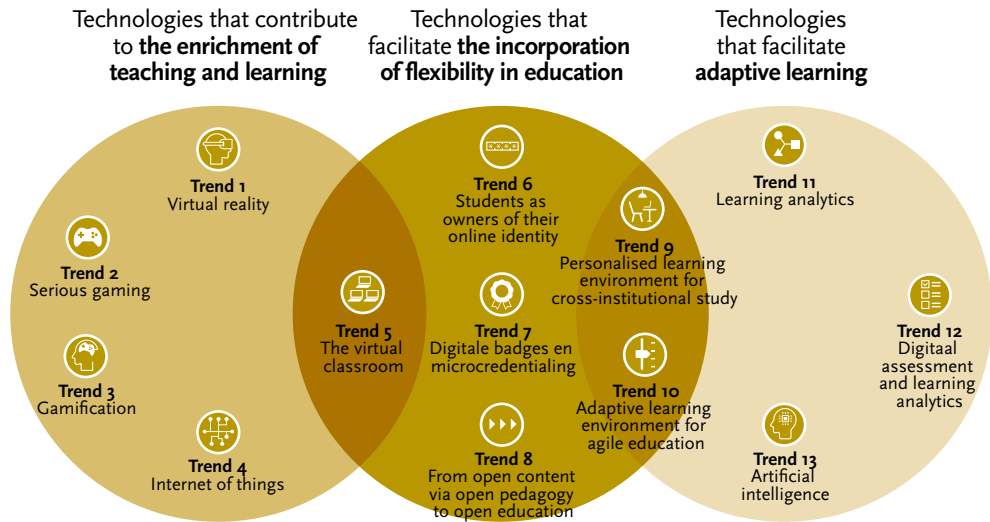 Technologies that contribute
to the enrichment of
teaching and learning
Technologies that
facilitate the incorporation
of flexibility in education
Technologies
that facilitate
adaptive learning
Trend 1
Virtual reality
Trend 2
Serious gaming
Trend 3
Gamification
Trend 4
Internet of things
Trend 5
The virtual
classroom
Trend 6
Students as
owners of their
online identity
Trend 7
Digitale badges en
microcredentialing
Trend 8
From open content
via open pedagogy
to open education
Trend 9
Personalised learning
environment for
cross-institutional study
Trend 10
Adaptive learning
environment for
agile education
Trend 11
Learning analytics
Trend 12
Digitaal
assessment
and learning
analytics
Trend 13
Artificial
intelligence